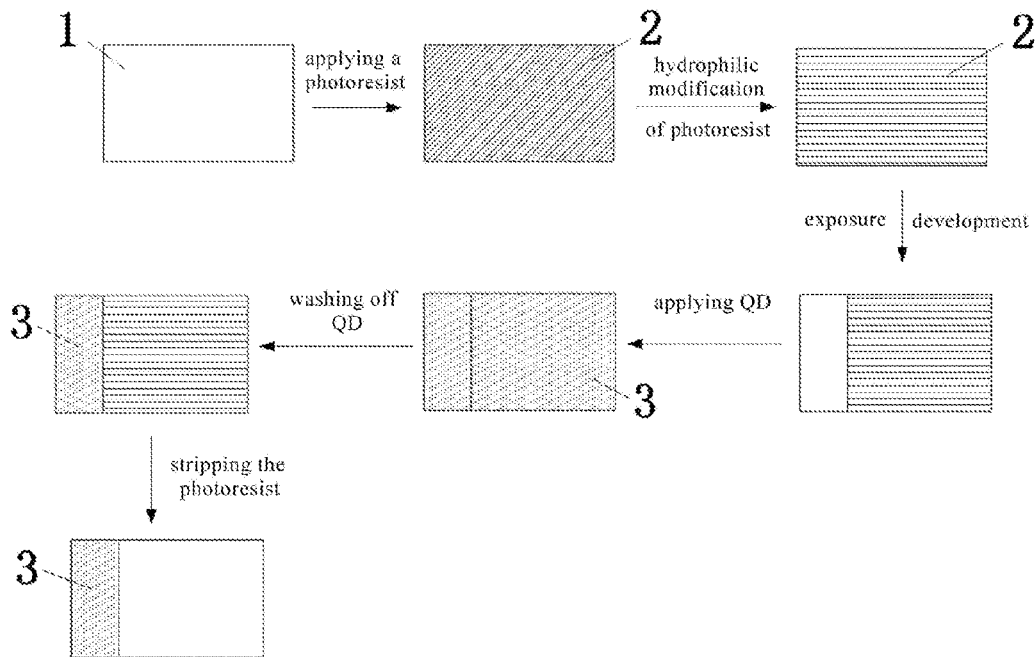 1
applying a
photoresist
2
hydrophilic
modification
of photoresist
2
exposure development
3
washing off
QD
3
applying QD
stripping the
photoresist
3